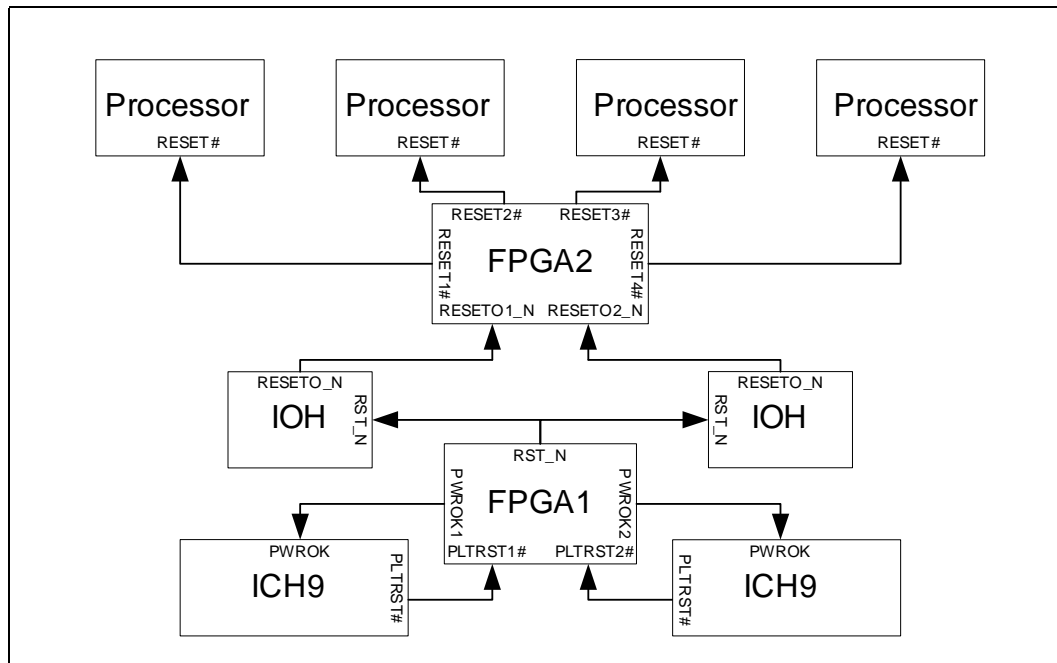 Processor
RESET#
Processor
RESET#
Processor
RESET#
Processor
RESET#
RESET2#
RESET3#
RESET1#
FPGA2
RESET4#
RESETO1_N
RESETO2_N
RESETO_N
IOH
RST_N
RESETO_N
RST_N
IOH
RST_N
PWROK1
FPGA1
PWROK2
PLTRST1#
PLTRST2#
PWROK
ICH9
PLTRST#
PWROK
PLTRST#
ICH9